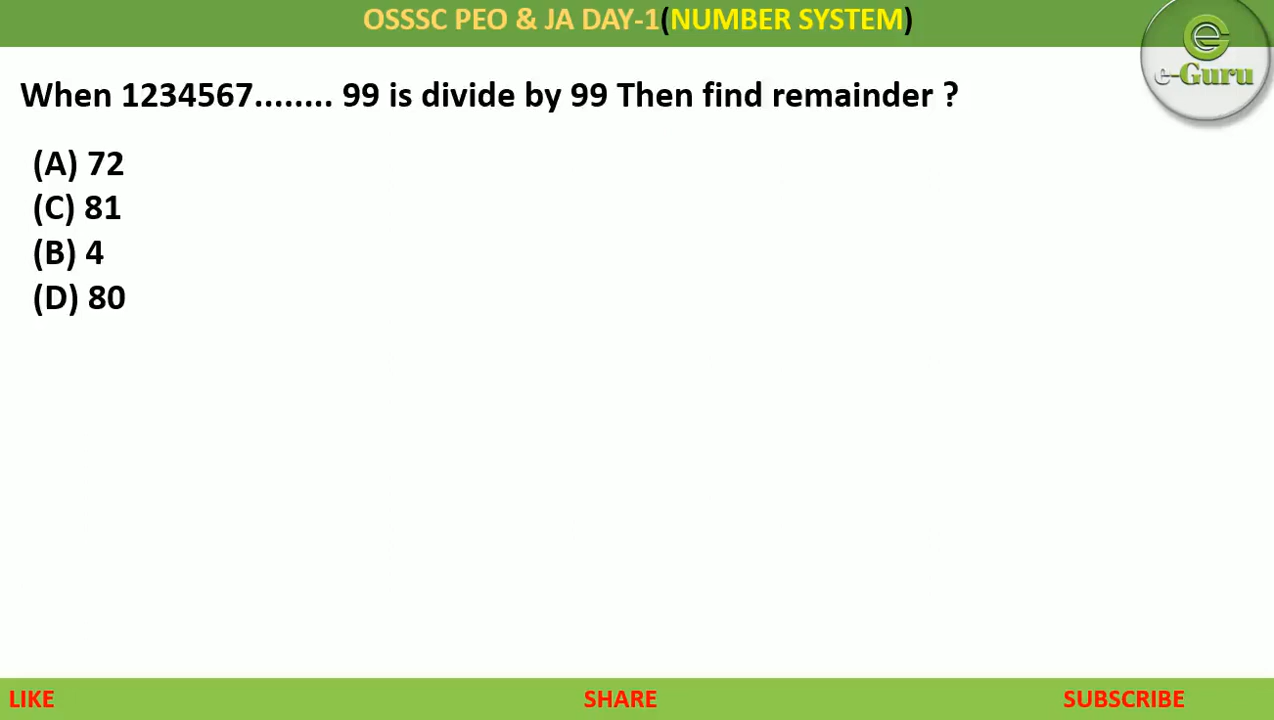 OSSSC PEO & JA DAY-1(NUMBER SYSTEM)
e-Guru
When 1234567........ 99 is divide by 99 Then find remainder ?
(A) 72
(C) 81
(B) 4
(D) 80
LIKE SHARE SUBSCRIBE